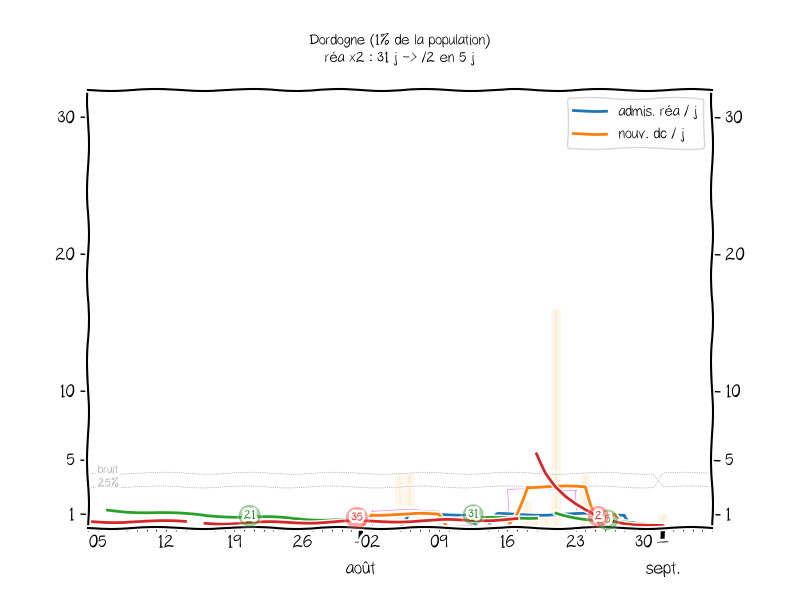 Dordogne (1% de la population)
réa x2 : 31 j -> /2 en 5 j
admis. réa / j
nouv. dc / j
30 30
20 20
10 10
5 5
bruit
25%
1 1
21 36 31 2
05 12 19 26 02 09 16 23 30
août sept.